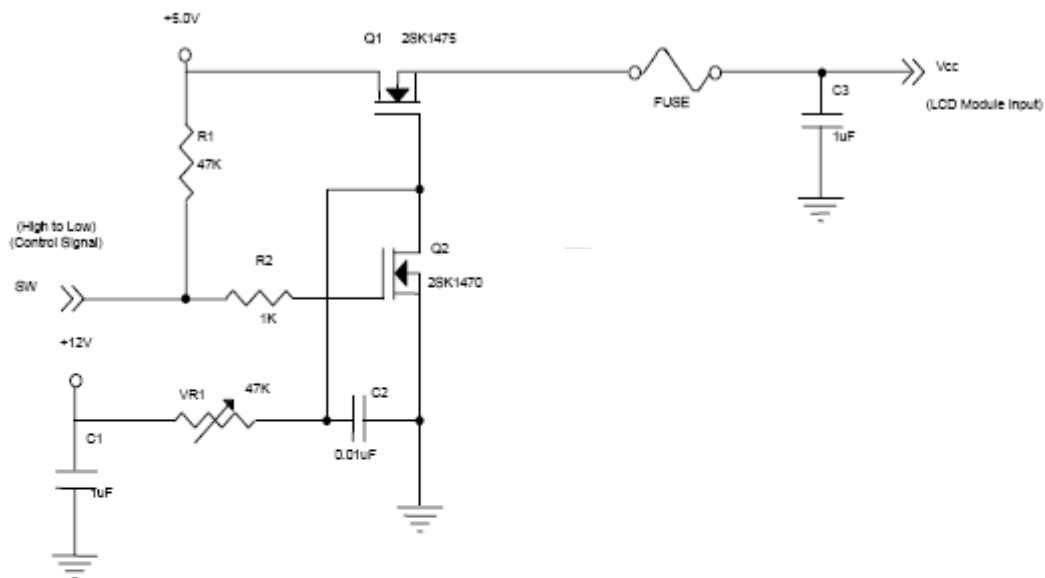 +5.0V
Q1 2SK1475
Vcc
FUSE
C3
(LCD Module Input)
1uF
R1
47K
(High to Low)
(Control Signal)
Q2
R2
2SK1470
SW
1K
+12V
VR1 47K
C2
C1
0.01uF
1uF